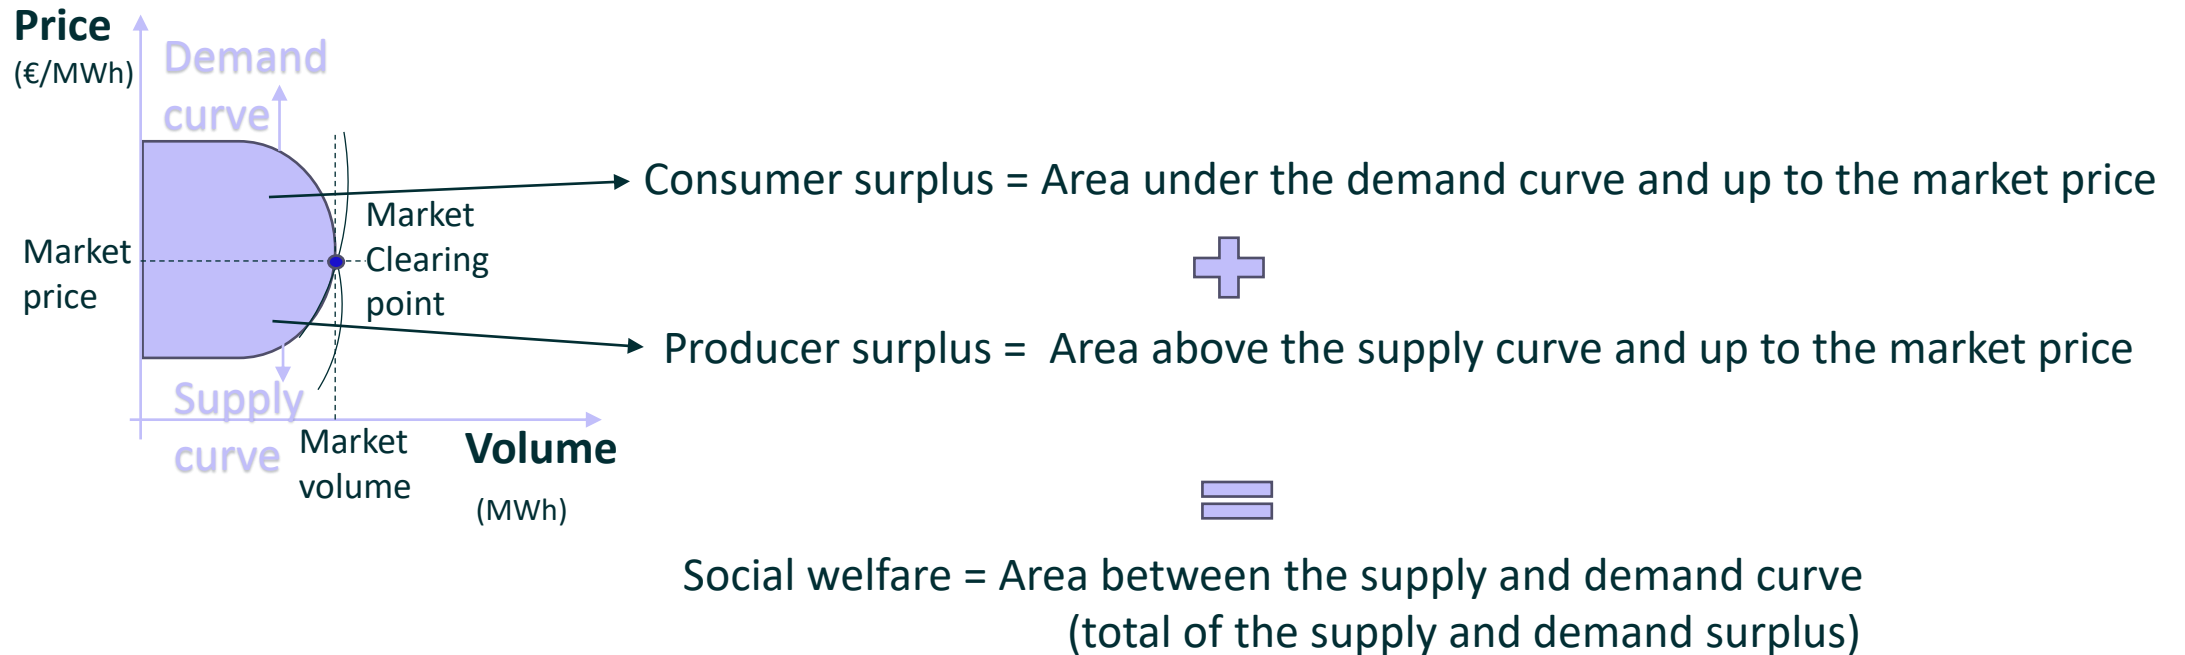 Price
(€/MWh)
Demand
curve
Consumer surplus = Area under the demand curve and up to the market price
Market
Clearing
point
Market
price
Producer surplus = Area above the supply curve and up to the market price
Supply
curve
Market
volume
Volume
(MWh)
Social welfare = Area between the supply and demand curve
(total of the supply and demand surplus)